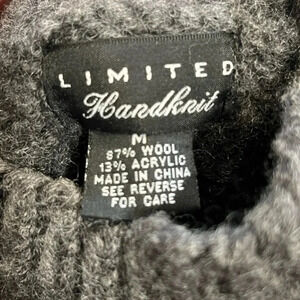 LIMITED
Handknit
M
87% WOOL
13% ACRYLIC
MADE IN CHINA
SEE REVERSE
FOR CARE